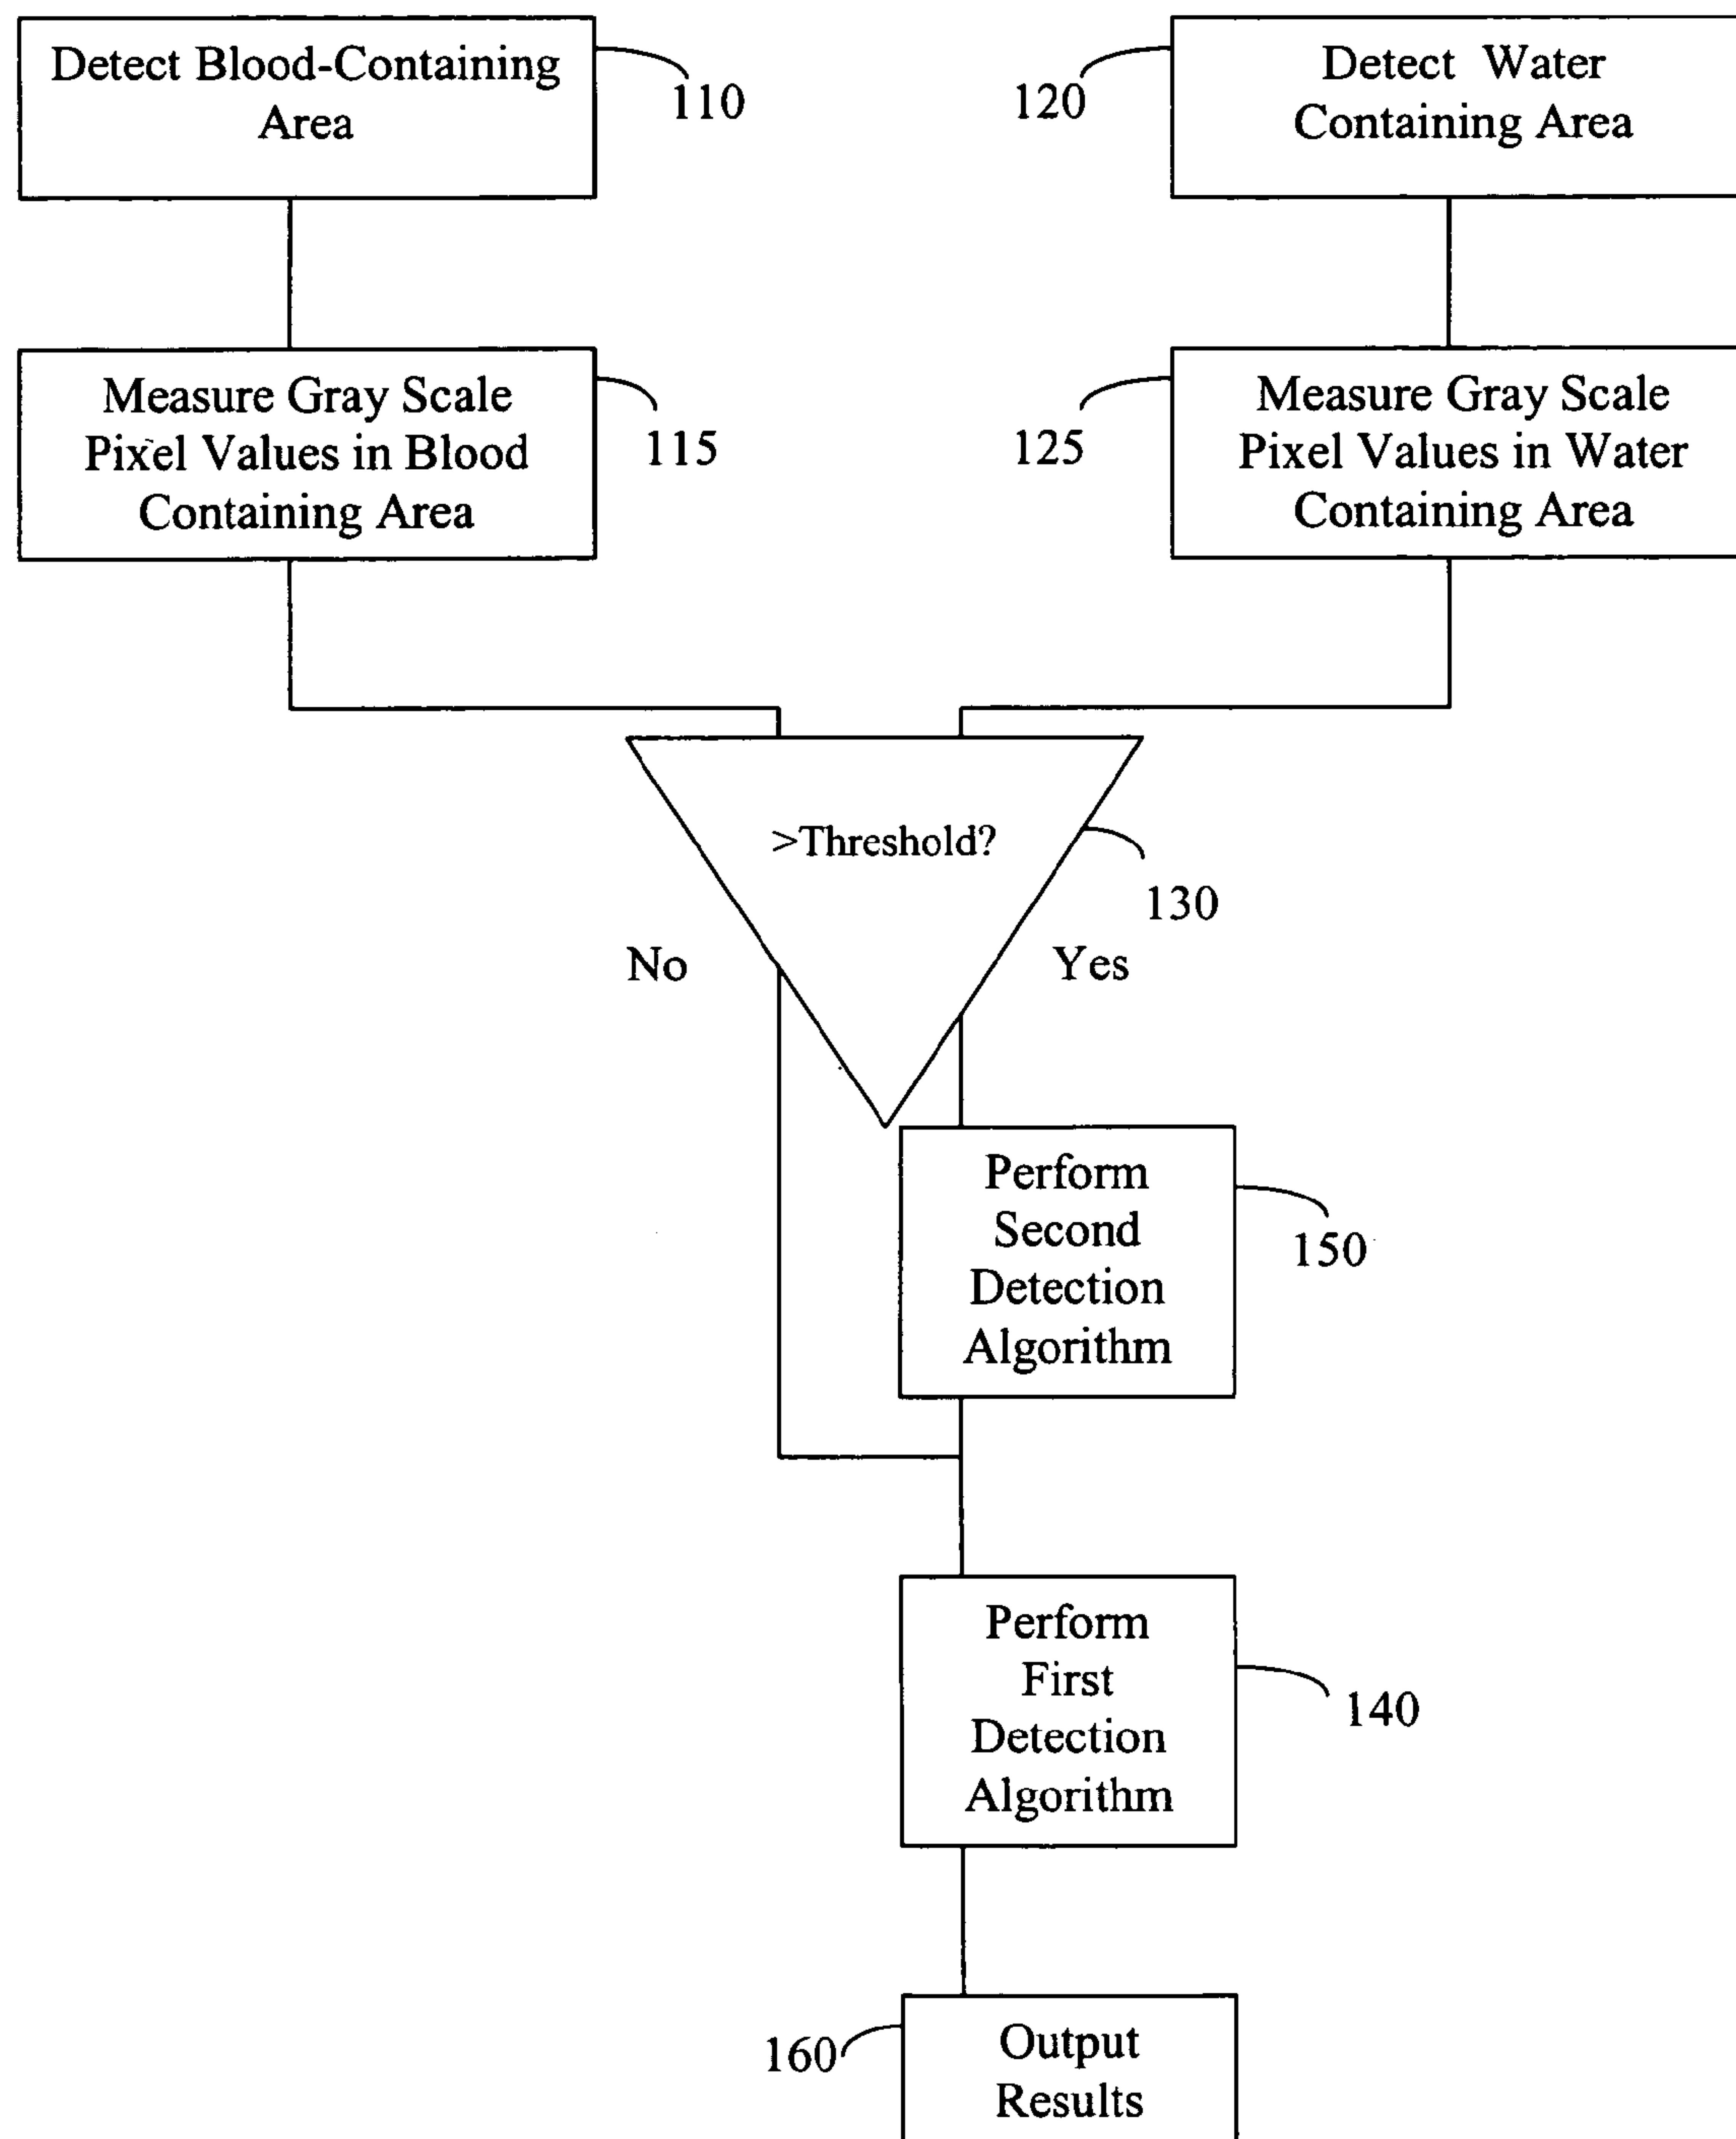 Detect Blood-Containing
Area
110
120
Detect Water
Containing Area
Measure Gray Scale
Pixel Values in Blood
Containing Area
115
125
Measure Gray Scale
Pixel Values in Water
Containing Area
>Threshold?
130
No
Yes
Perform
Second
Detection
Algorithm
150
Perform
First
Detection
Algorithm
140
160
Output
Results